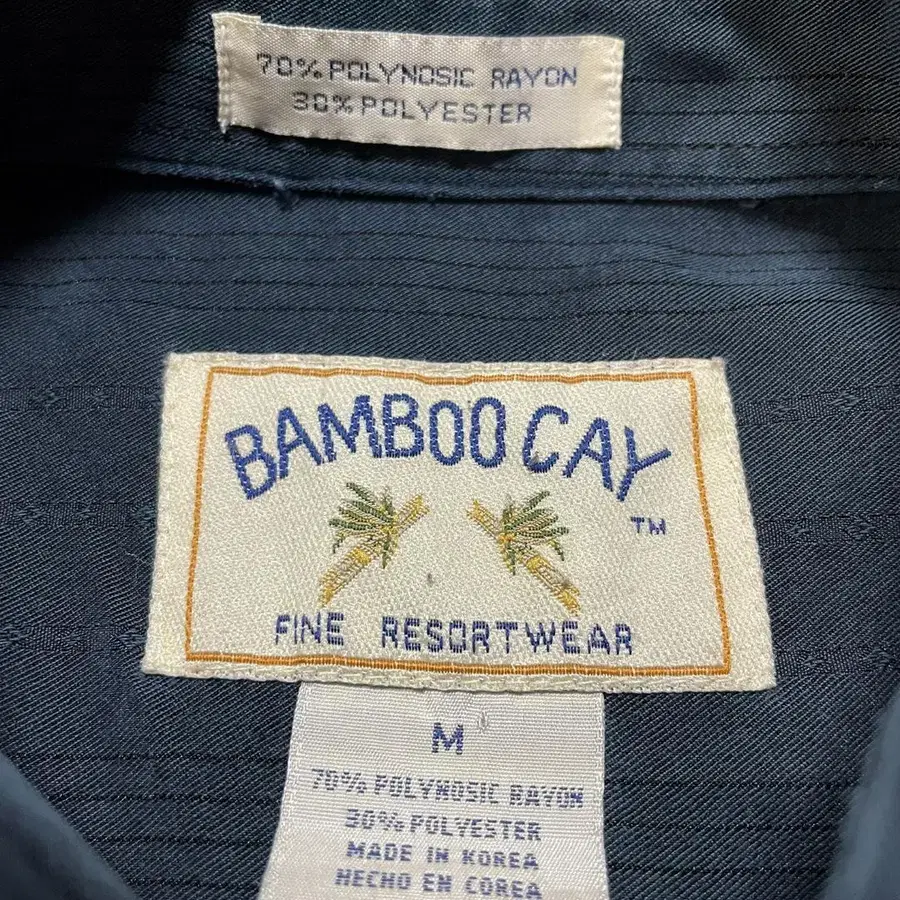 70% POLYNOSIC RAYON
30% POLYESTER
BAMBOO CAY
TM
FINE RESORTWEAR
M
70% POLYNOSIC RAYON
30% POLYESTER
MADE IN KOREA
HECHO EN COREA